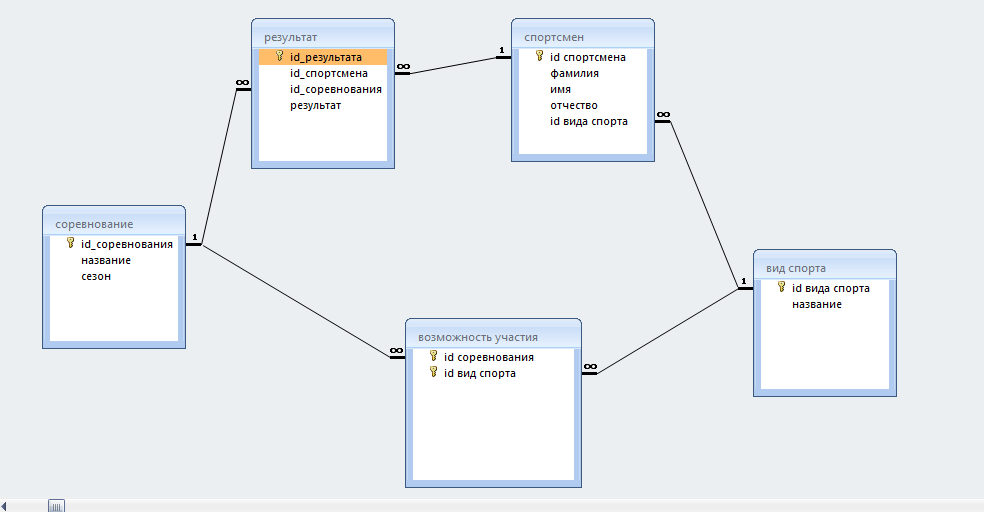 результат
id_результата
id_спортсмена
id_соревнования
результат
спортсмен
id спортсмена
фамилия
имя
отчество
id вида спорта
соревнование
id_соревнования
название
сезон
вид спорта
id вида спорта
название
возможность участия
id соревнования
id вид спорта
∞
1
∞
∞
1
∞
∞
1